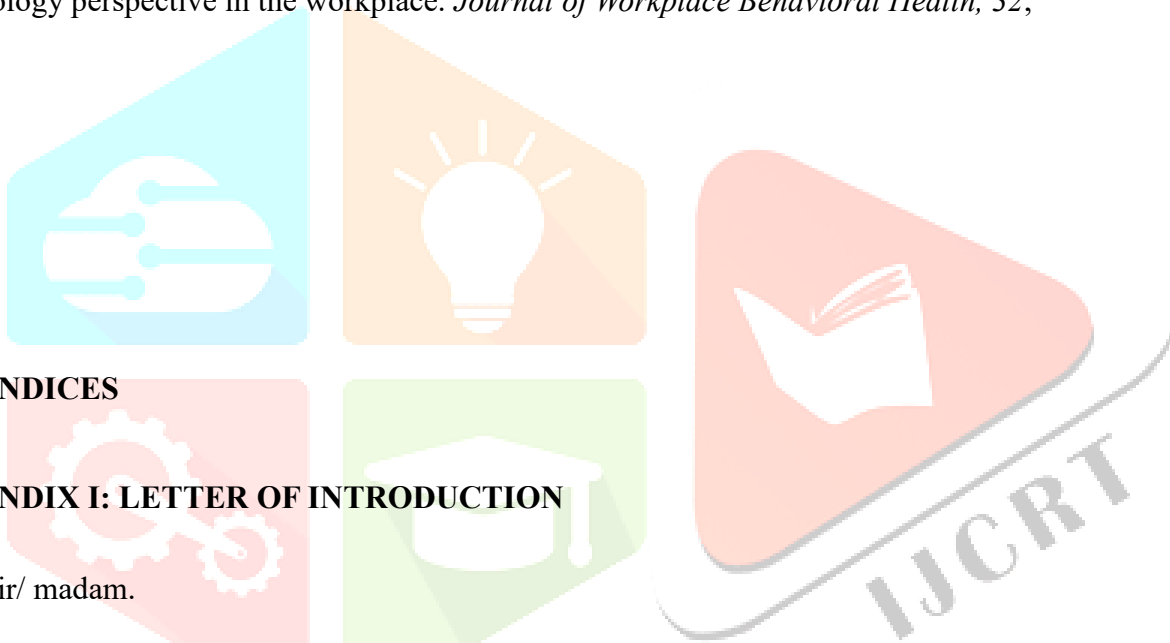 ology perspective in the workplace. Journal of Workplace Behavioral Health, 32,
NDICES
NDIX I: LETTER OF INTRODUCTION
ir/ madam.
IJCRT